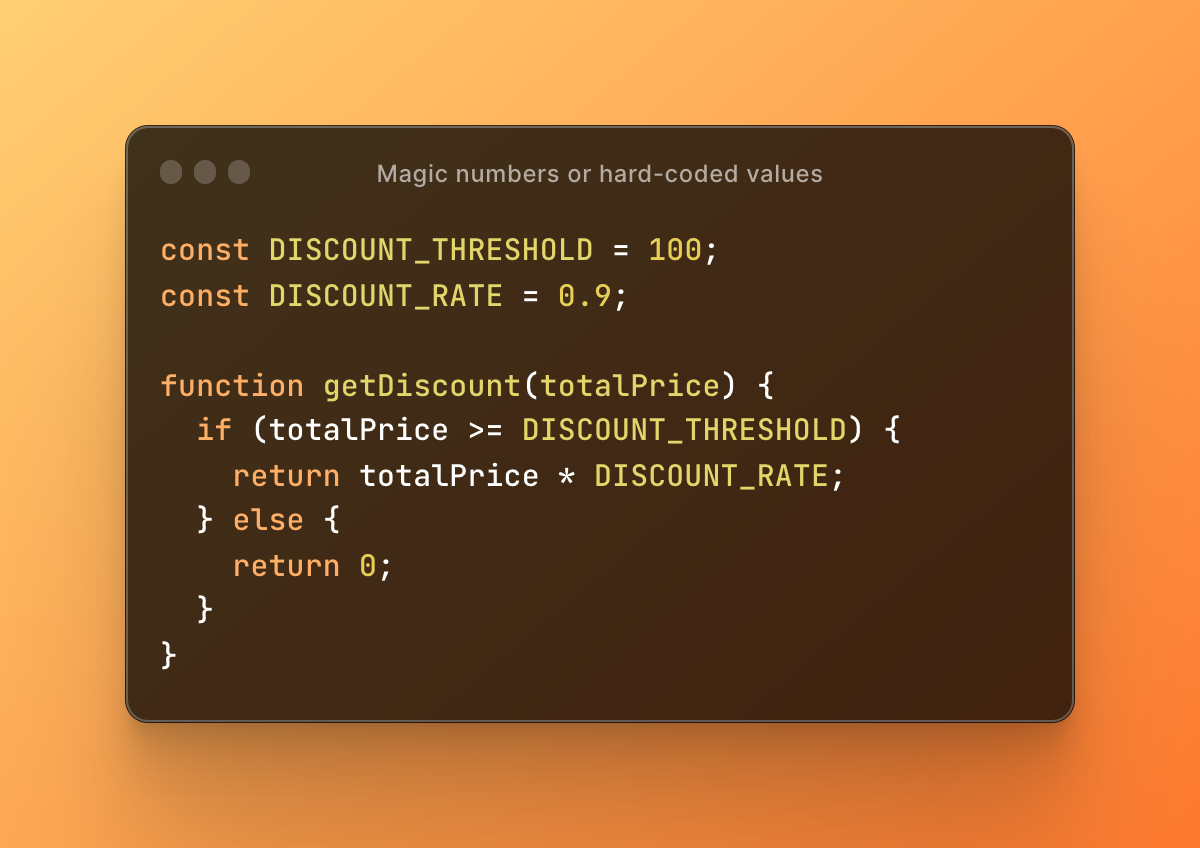 Magic numbers or hard-coded values
const DISCOUNT_THRESHOLD = 100;
const DISCOUNT_RATE = 0.9;
function getDiscount(totalPrice) {
  if (totalPrice >= DISCOUNT_THRESHOLD) {
    return totalPrice * DISCOUNT_RATE;
  } else {
    return 0;
  }
}